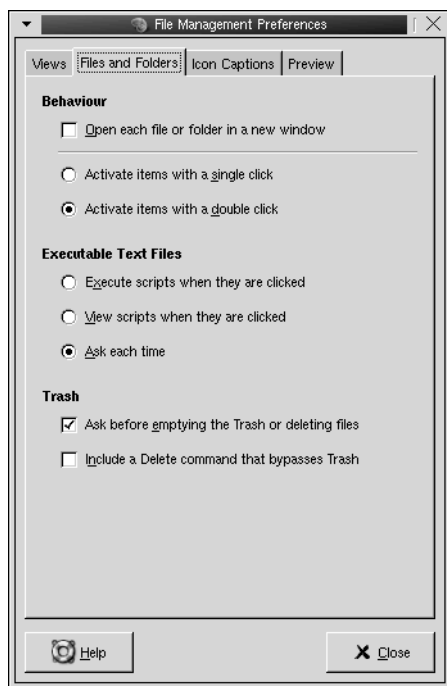 File Management Preferences
Views Files and Folders Icon Captions Preview
Behaviour
Open each file or folder in a new window
Activate items with a single click
Activate items with a double click
Executable Text Files
Execute scripts when they are clicked
View scripts when they are clicked
Ask each time
Trash
Ask before emptying the Trash or deleting files
Include a Delete command that bypasses Trash
Help Close